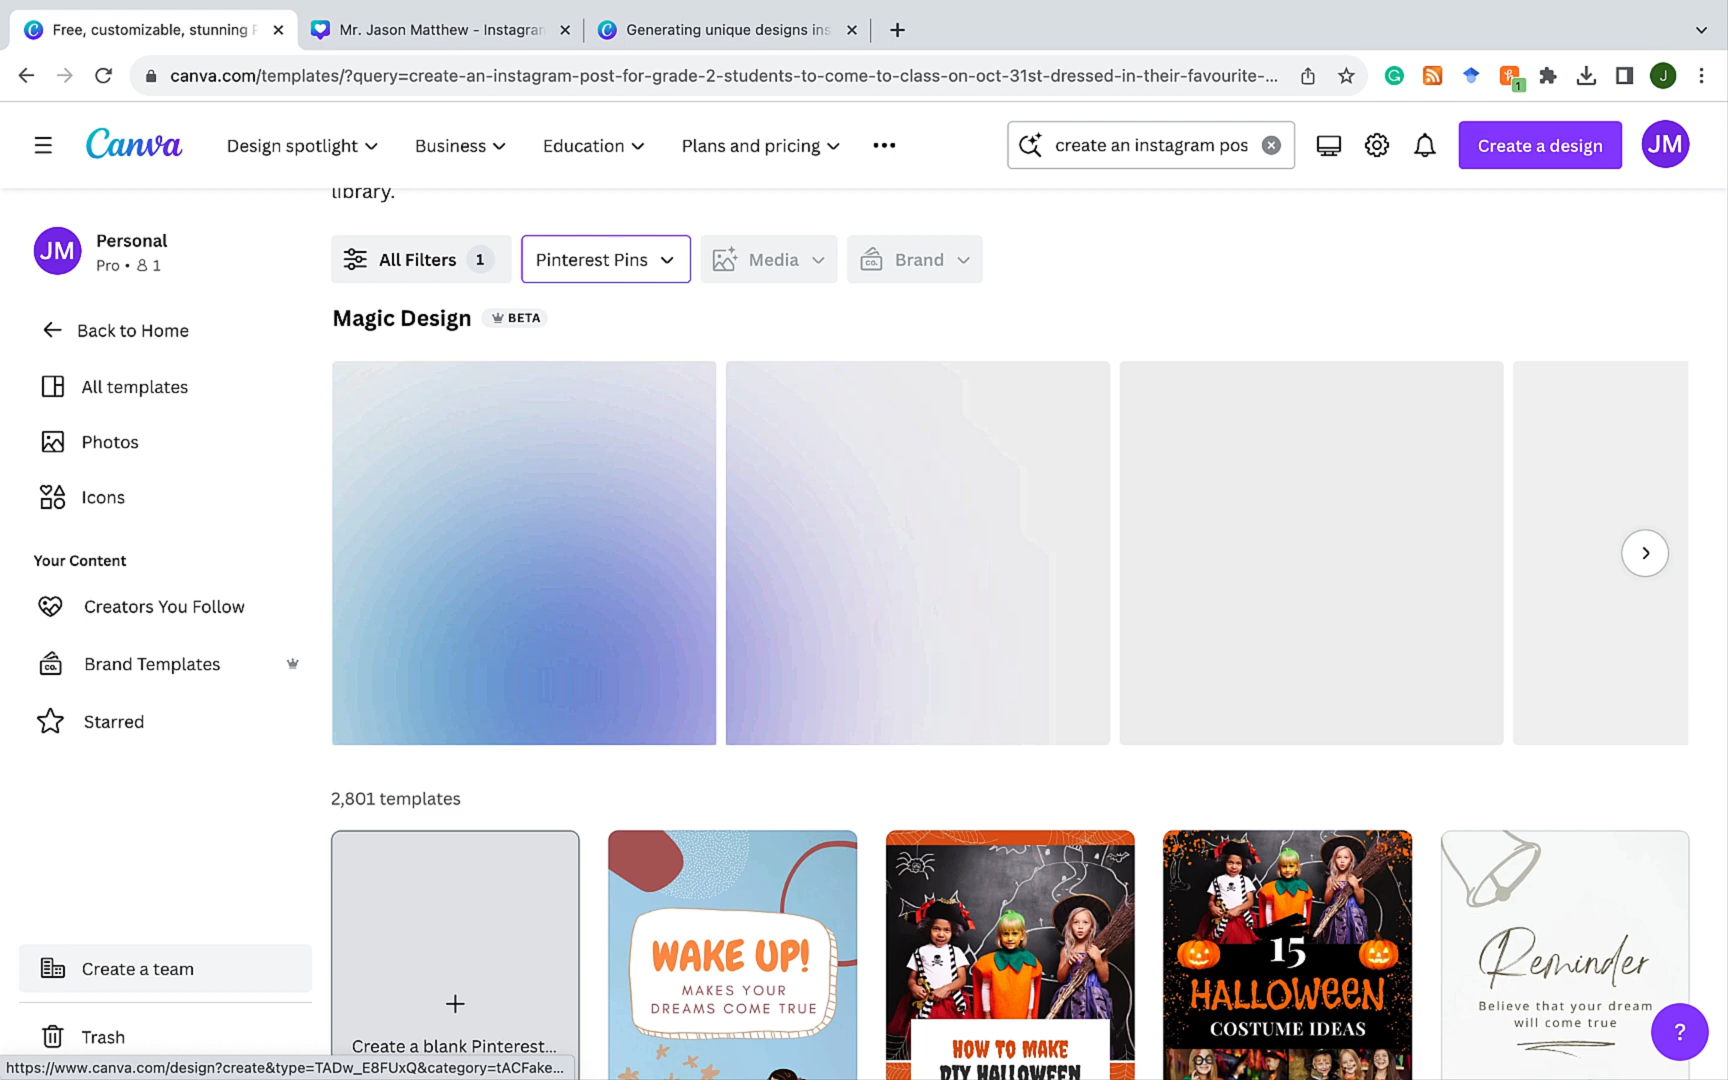 Free, customizable, stunning P
Mr. Jason Matthew - Instagran
Generating unique designs ins
canva.com/templates/?query=create-an-instagram-post-for-grade-2-students-to-come-to-class-on-oct-31st-dressed-in-their-favourite-...
1
J
Canva
Design spotlight
Business
Education
Plans and pricing
create an instagram pos
Create a design
JM
library.
JM
Personal
Pro • 1
All Filters 1
Pinterest Pins
Media
Brand
Magic Design
BETA
Back to Home
All templates
Photos
Icons
Your Content
Creators You Follow
Brand Templates
Starred
2,801 templates
Create a team
Trash
Create a blank Pinterest...
WAKE UP!
MAKES YOUR
DREAMS COME TRUE
HOW TO MAKE
DIY HALLOWEEN
15
HALLOWEEN
COSTUME IDEAS
Reminder
Believe that your dream
will come true
?
https://www.canva.com/design?create&type=TADw_E8FUxQ&category=tACFake...